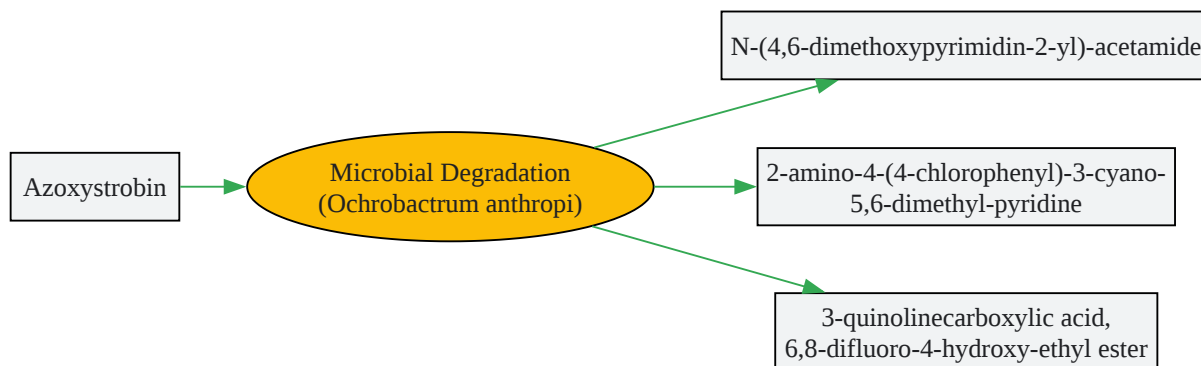 Azoxystrobin
Microbial Degradation
(Ochrobactrum anthropi)
N-(4,6-dimethoxypyrimidin-2-yl)-acetamide
2-amino-4-(4-chlorophenyl)-3-cyano-
5,6-dimethyl-pyridine
3-quinolinecarboxylic acid,
6,8-difluoro-4-hydroxy-ethyl ester